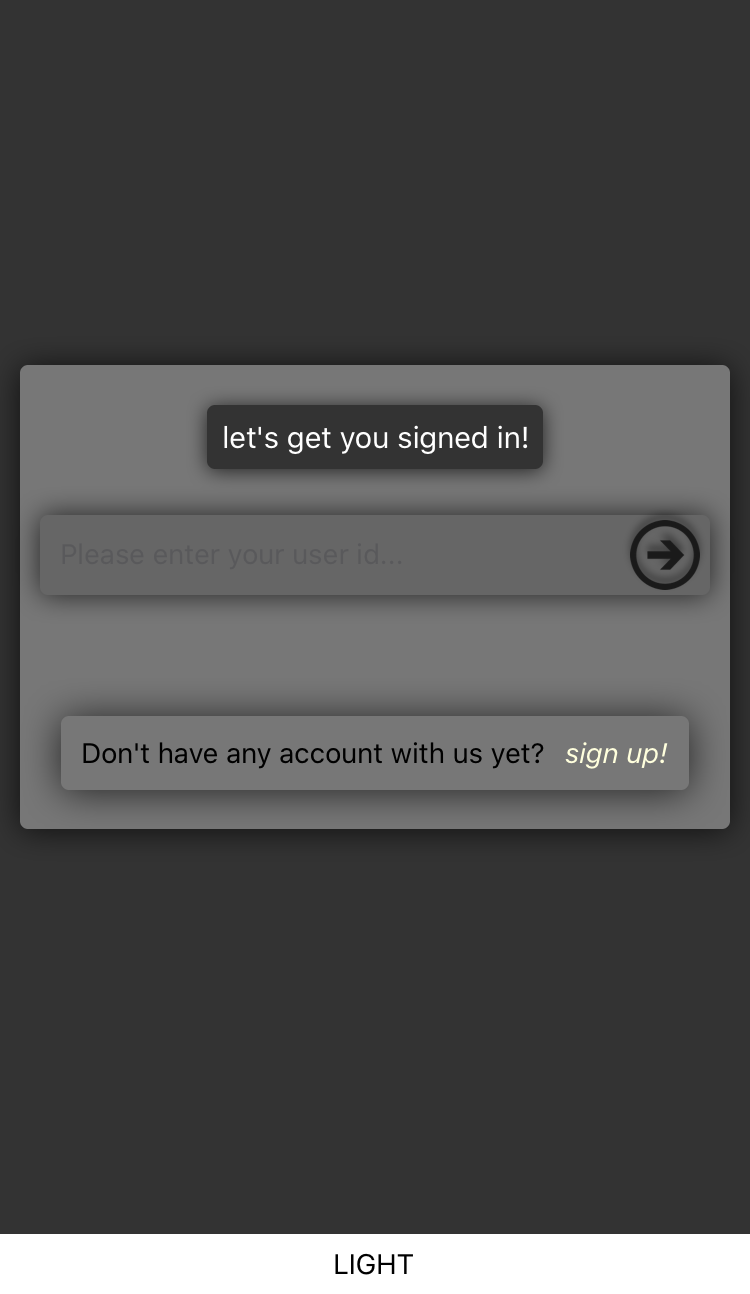 let's get you signed in!
Please enter your user id...
Don't have any account with us yet? sign up!
LIGHT